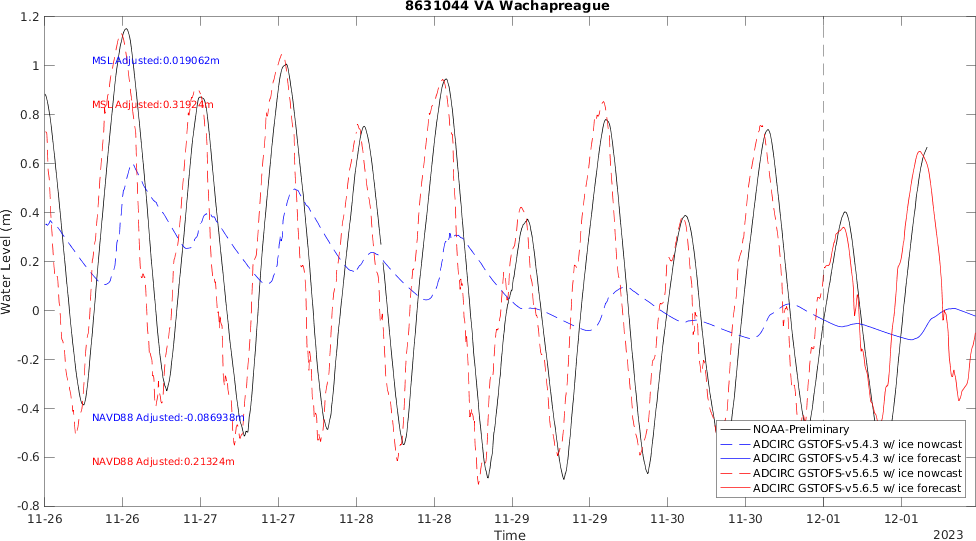 8631044 VA Wachapreague
1.2
1
0.8
0.6
0.4
0.2
0
-0.2
-0.4
-0.6
-0.8
Water Level (m)
MSL Adjusted:0.019062m
MSL Adjusted:0.31924m
NAVD88 Adjusted:-0.086938m
NAVD88 Adjusted:0.21324m
NOAA-Preliminary
ADCIRC GSTOFS-v5.4.3 w/ ice nowcast
ADCIRC GSTOFS-v5.4.3 w/ ice forecast
ADCIRC GSTOFS-v5.6.5 w/ ice nowcast
ADCIRC GSTOFS-v5.6.5 w/ ice forecast
11-26 11-26 11-27 11-27 11-28 11-28 11-29 11-29 11-30 11-30 12-01 12-01
Time
2023